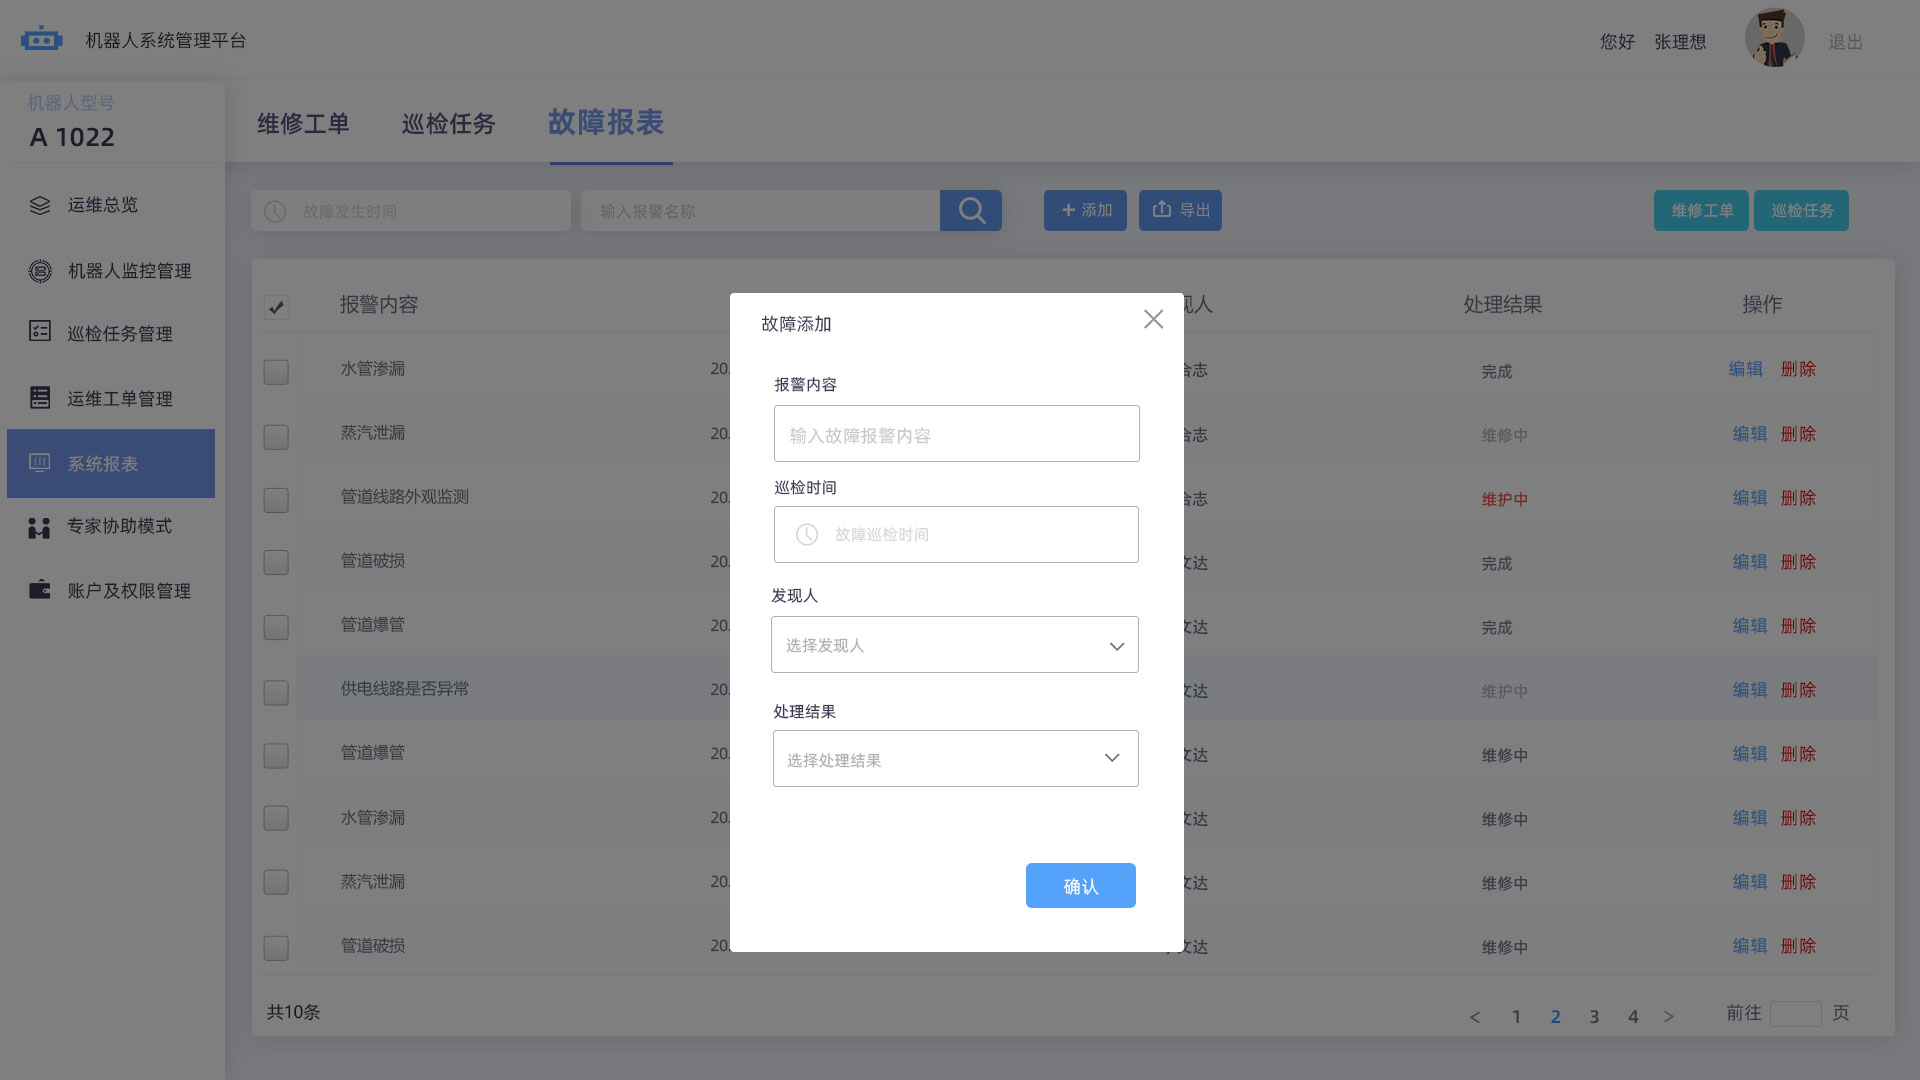 机器人系统管理平台
您好 张理想
退出
机器人型号
A 1022
维修工单 巡检任务 故障报表
运维总览
机器人监控管理
巡检任务管理
运维工单管理
系统报表
专家协助模式
账户及权限管理
故障发生时间
输入报警名称
+ 添加
导出
维修工单
巡检任务
报警内容 现人 处理结果 操作
水管渗漏 20. 合志 完成 编辑 删除
蒸汽泄漏 20. 合志 维修中 编辑 删除
管道线路外观监测 20. 合志 维护中 编辑 删除
管道破损 20. 文达 完成 编辑 删除
管道爆管 20. 文达 完成 编辑 删除
供电线路是否异常 20. 文达 维护中 编辑 删除
管道爆管 20. 文达 维修中 编辑 删除
水管渗漏 20. 文达 维修中 编辑 删除
蒸汽泄漏 20. 文达 维修中 编辑 删除
管道破损 20. 文达 维修中 编辑 删除
共10条
< 1 2 3 4 >
前往 页
故障添加
报警内容
输入故障报警内容
巡检时间
故障巡检时间
发现人
选择发现人
处理结果
选择处理结果
确认